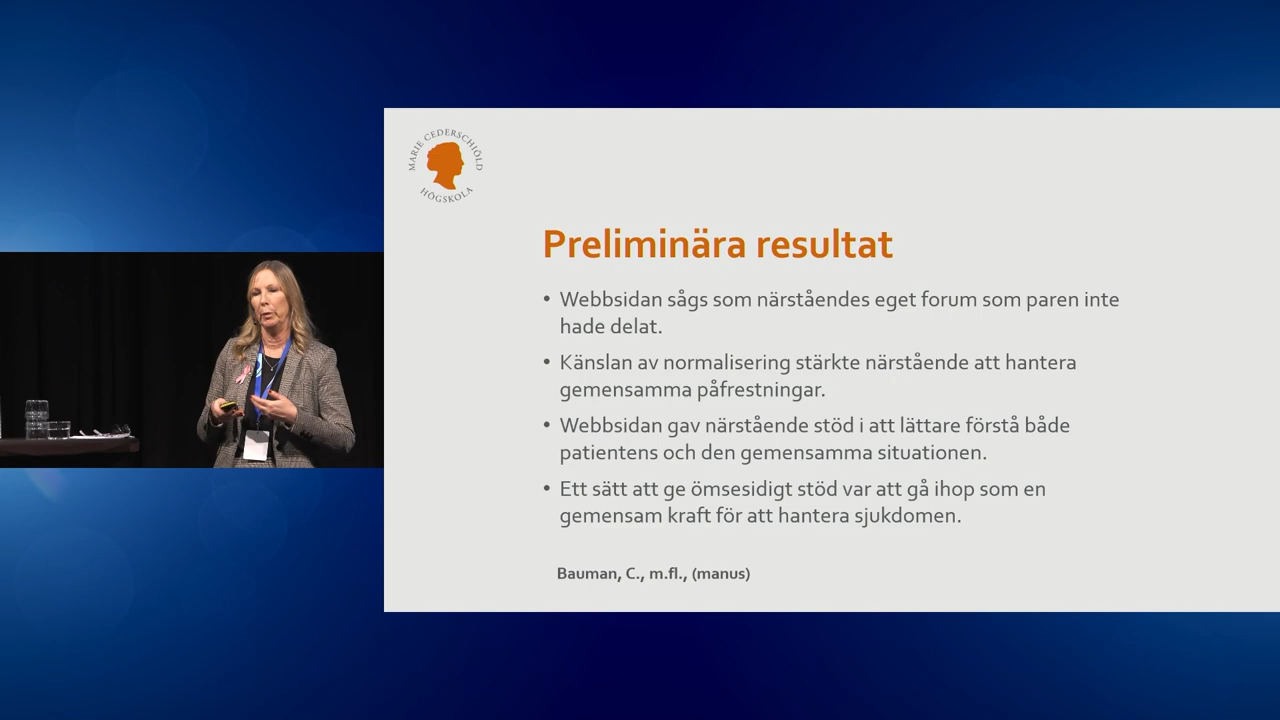 MARIE CEDERSCHIÖLD
HÖGSKOLA
Preliminära resultat
• Webbsidan sågs som närståendes eget forum som paren inte
hade delat.
• Känslan av normalisering stärkte närstående att hantera
gemensamma påfrestningar.
• Webbsidan gav närstående stöd i att lättare förstå både
patientens och den gemensamma situationen.
• Ett sätt att ge ömsesidigt stöd var att gå ihop som en
gemensam kraft för att hantera sjukdomen.
Bauman, C., m.fl., (manus)